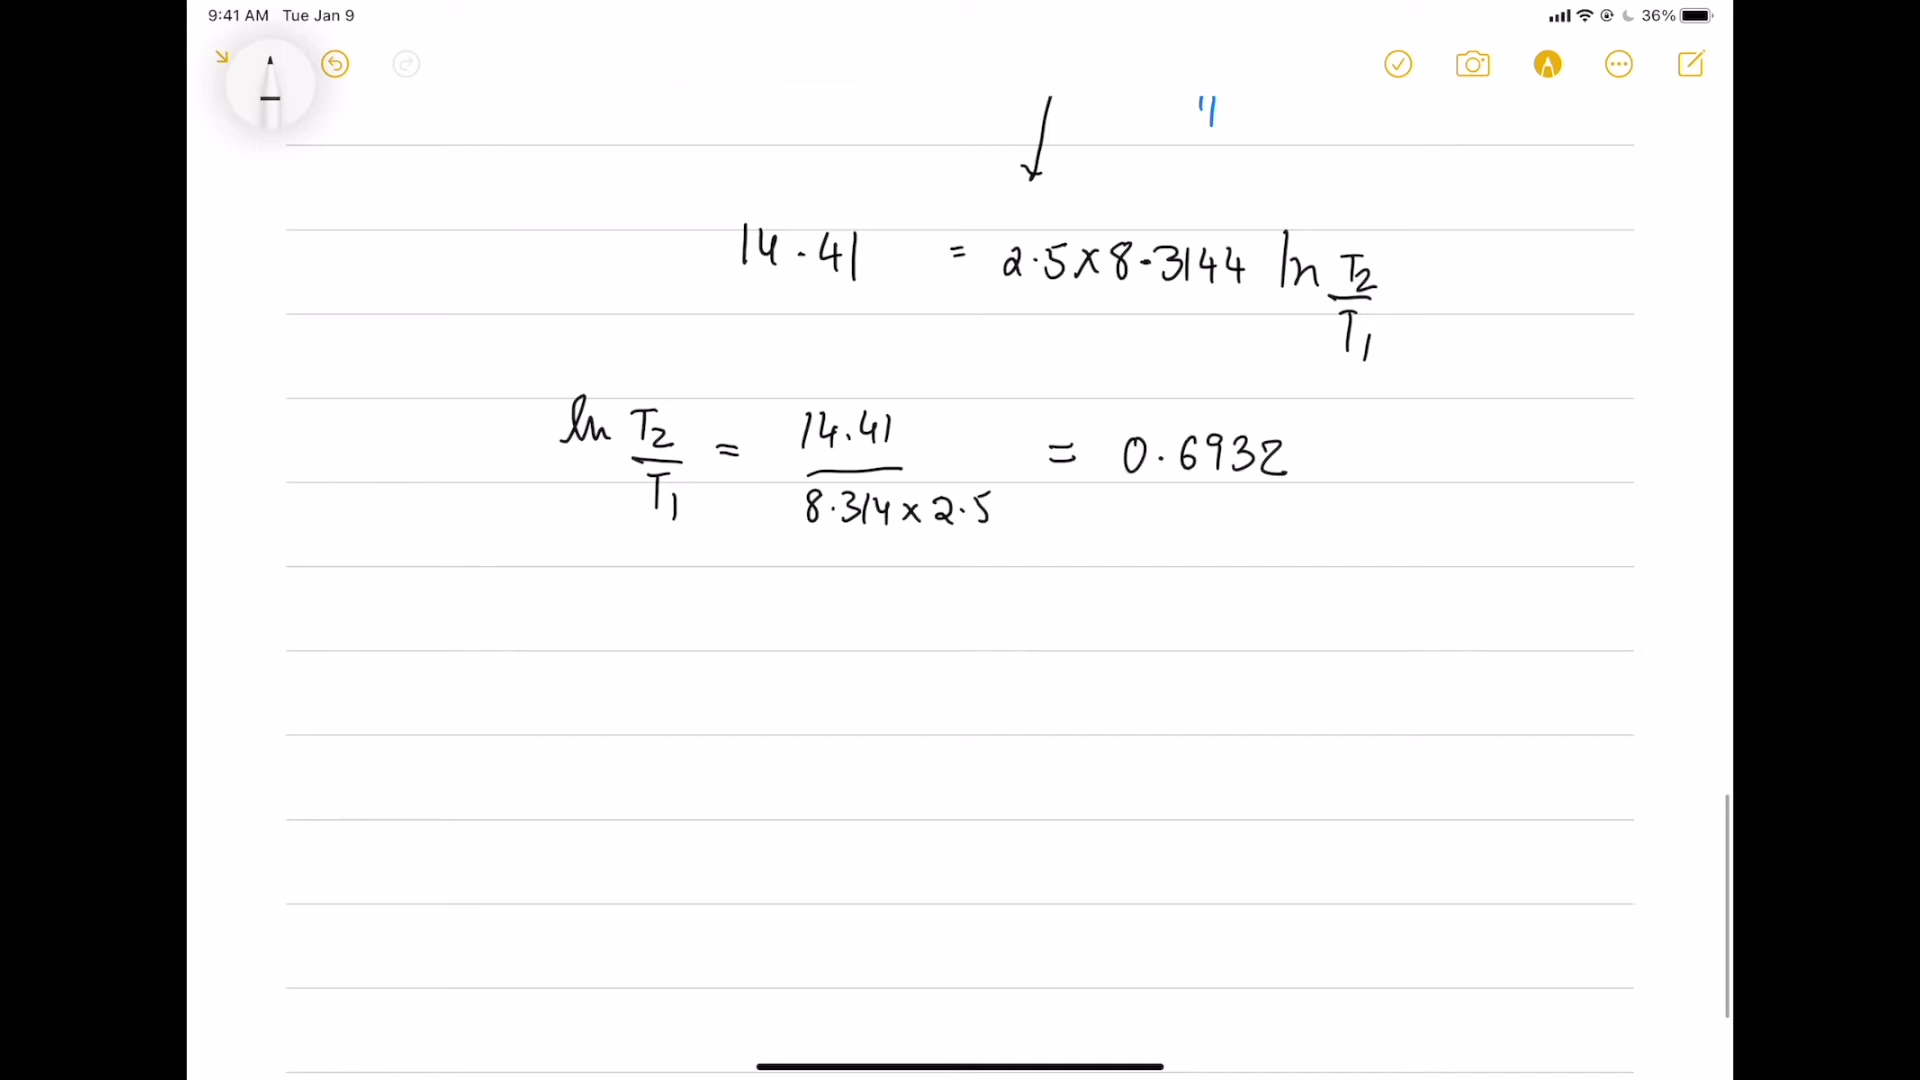 9:41 AM Tue Jan 9
36%
14.41 = 2.5 x 8.3144 ln T2/T1
ln T2/T1 = 14.41/8.314 x 2.5 = 0.6932